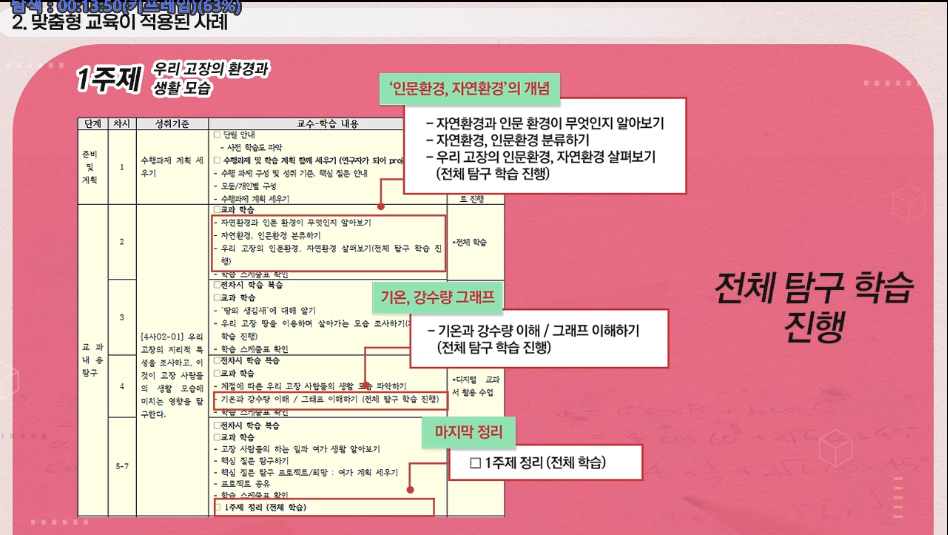 탐색 : 00:13:50(키프레임)(63%)
2. 맞춤형 교육이 적용된 사례
1주제 우리 고장의 환경과
생활 모습
'인문환경, 자연환경'의 개념
- 자연환경과 인문 환경이 무엇인지 알아보기
- 자연환경, 인문환경 분류하기
- 우리 고장의 인문환경, 자연환경 살펴보기
(전체 탐구 학습 진행)
단계 차시 성취기준 교수-학습 내용
준비
및
계획
1
수행과제 계획 세
우기
□ 단원 안내
- 사전 학습도 파악
□ 수행과제 및 학습 계획 함께 세우기 (연구자가 되어
- 수행 과제 구성 및 성취 기준, 핵심 질문 안내
- 모둠/개인별 구성
- 수행과제 계획 세우기
트 진행
교 과
내 용
탐구
[4사02-01] 우리
고장의 지리적 특
성을 조사하고, 이
것이 고장 사람들
의 생활 모습에
미치는 영향을 탐
구한다.
2
□교과 학습
- 자연환경과 인문 환경이 무엇인지 알아보기
- 자연환경, 인문환경 분류하기
- 우리 고장의 인문환경, 자연환경 살펴보기(전체 탐구 학습 진
행)
- 학습 스케줄표 확인
*전체 학습
3
□전차시 학습 복습
□교과 학습
- '땅의 생김새'에 대해 알기
- 우리 고장 땅을 이용하며 살아가는 모습 조사하기
학습 진행)
- 학습 스케줄표 확인
기온, 강수량 그래프
- 기온과 강수량 이해 / 그래프 이해하기
(전체 탐구 학습 진행)
4
□전차시 학습 복습
□교과 학습
- 계절에 따른 우리 고장 사람들의 생활 모습 파악하기
- 기온과 강수량 이해 / 그래프 이해하기 (전체 탐구 학습 진행)
- 학습 스케줄표 확인
*디지털 교과
서 활용 수업
5-7
□전차시 학습 복습
□교과 학습
- 고장 사람들의 하는 일과 여가 생활 알아보기
- 핵심 질문 탐구하기
- 핵심 질문 탐구 프로젝트/희망 : 여가 계획 세우기
- 프로젝트 공유
- 학습 스케줄표 확인
□ 1주제 정리 (전체 학습)
마지막 정리
□ 1주제 정리 (전체 학습)
전체 탐구 학습
진행